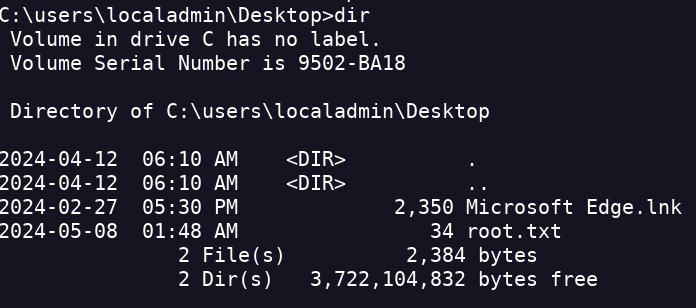 C:\users\localadmin\Desktop>dir
Volume in drive C has no label.
Volume Serial Number is 9502-BA18
Directory of C:\users\localadmin\Desktop
2024-04-12  06:10 AM    <DIR>          .
2024-04-12  06:10 AM    <DIR>          ..
2024-02-27  05:30 PM             2,350 Microsoft Edge.lnk
2024-05-08  01:48 AM                34 root.txt
2 File(s)          2,384 bytes
2 Dir(s)   3,722,104,832 bytes free